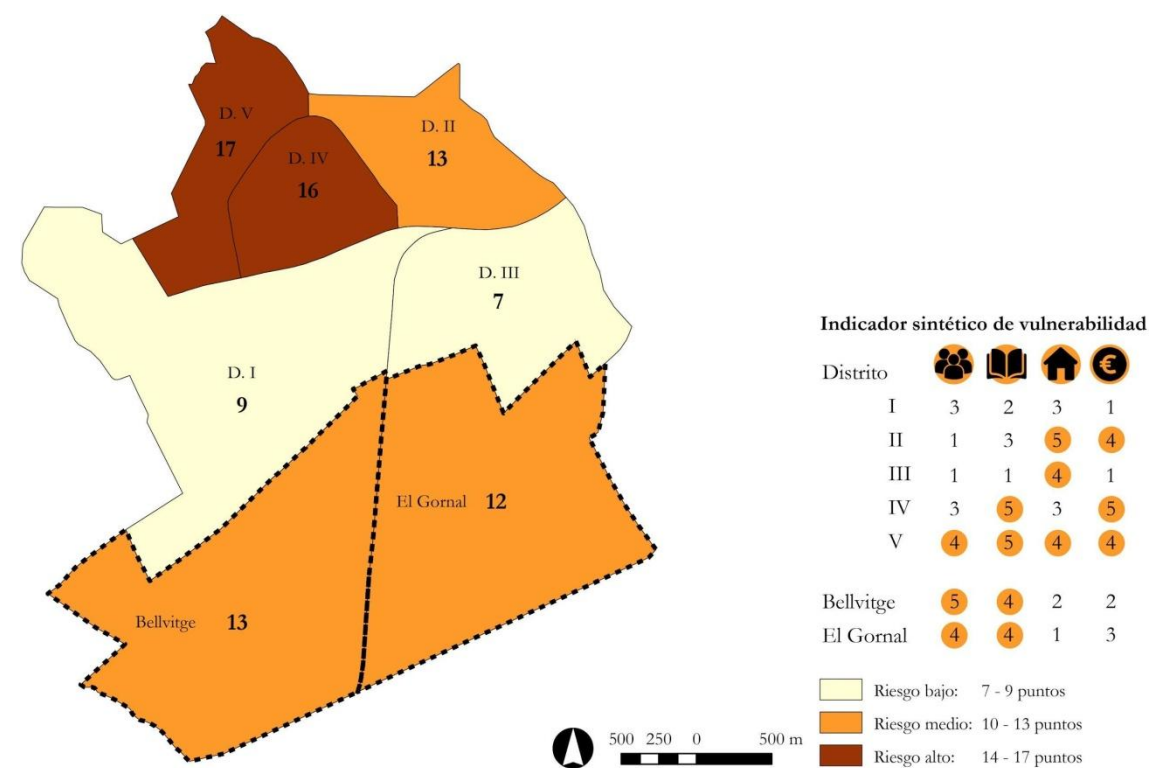 D. V
17
D. IV
16
D. II
13
D. III
7
D. I
9
El Gornal 12
Bellvitge 13
Indicador sintético de vulnerabilidad
Distrito €
I 3 2 3 1
II 1 3 5 4
III 1 1 4 1
IV 3 5 3 5
V 4 5 4 4
Bellvitge 5 4 2 2
El Gornal 4 4 1 3
Riesgo bajo: 7 - 9 puntos
Riesgo medio: 10 - 13 puntos
Riesgo alto: 14 - 17 puntos
500 250 0 500 m